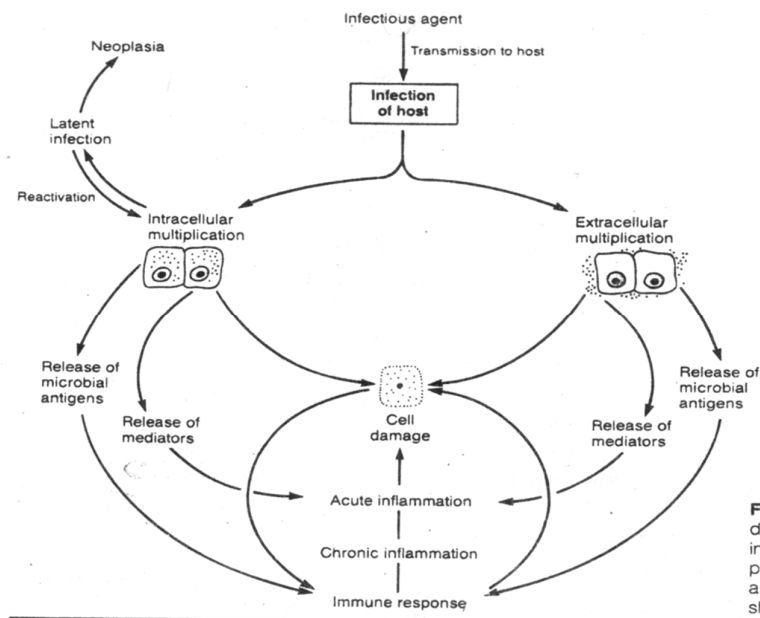 Infectious agent
Transmission to host
Infection
of host
Neoplasia
Latent
infection
Reactivation
Intracellular
multiplication
Extracellular
multiplication
Release of
microbial
antigens
Release of
mediators
Cell
damage
Release of
mediators
Release of
microbial
antigens
Acute inflammation
Chronic inflammation
Immune response
F
d
in
p
a
sl